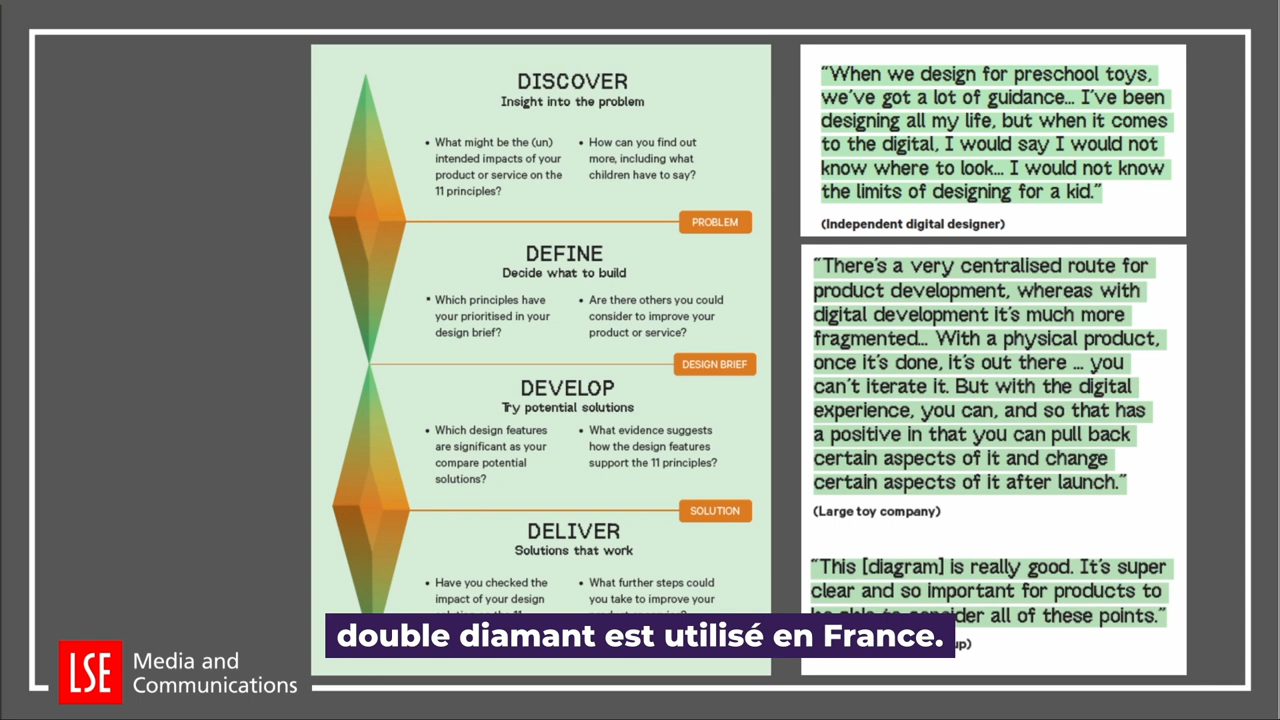 DISCOVER
Insight into the problem
• What might be the (un)
intended impacts of your
product or service on the
11 principles?
• How can you find out
more, including what
children have to say?
PROBLEM
DEFINE
Decide what to build
• Which principles have
your prioritised in your
design brief?
• Are there others you could
consider to improve your
product or service?
DESIGN BRIEF
DEVELOP
Try potential solutions
• Which design features
are significant as your
compare potential
solutions?
• What evidence suggests
how the design features
support the 11 principles?
SOLUTION
DELIVER
Solutions that work
• Have you checked the
impact of your design
• What further steps could
you take to improve your
“When we design for preschool toys,
we’ve got a lot of guidance... I’ve been
designing all my life, but when it comes
to the digital, I would say I would not
know where to look... I would not know
the limits of designing for a kid.”
(Independent digital designer)
“There’s a very centralised route for
product development, whereas with
digital development it’s much more
fragmented... With a physical product,
once it’s done, it’s out there ... you
can’t iterate it. But with the digital
experience, you can, and so that has
a positive in that you can pull back
certain aspects of it and change
certain aspects of it after launch.”
(Large toy company)
“This [diagram] is really good. It’s super
clear and so important for products to
all of these points.”
double diamant est utilisé en France.
LSE
Media and
Communications